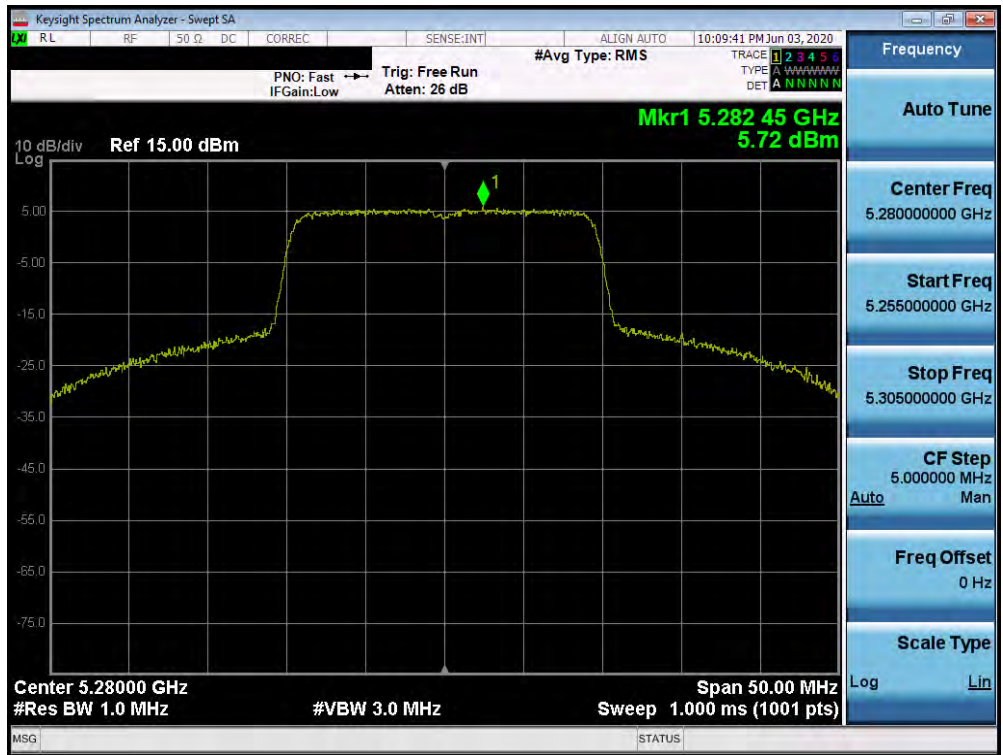 Keysight Spectrum Analyzer - Swept SA
LXI RL RF 50 Ω DC CORREC SENSE:INT ALIGN AUTO 10:09:41 PM Jun 03, 2020
#Avg Type: RMS TRACE 1 2 3 4 5 6
PNO: Fast Trig: Free Run TYPE A WWWWW
IFGain:Low Atten: 26 dB DET A N N N N N
Mkr1 5.282 45 GHz
5.72 dBm
10 dB/div Ref 15.00 dBm
Log
1
5.00
-5.00
-15.0
-25.0
-35.0
-45.0
-55.0
-65.0
-75.0
Center 5.28000 GHz Span 50.00 MHz
#Res BW 1.0 MHz #VBW 3.0 MHz Sweep 1.000 ms (1001 pts)
MSG STATUS
Frequency
Auto Tune
Center Freq
5.280000000 GHz
Start Freq
5.255000000 GHz
Stop Freq
5.305000000 GHz
CF Step
5.000000 MHz
Auto Man
Freq Offset
0 Hz
Scale Type
Log Lin